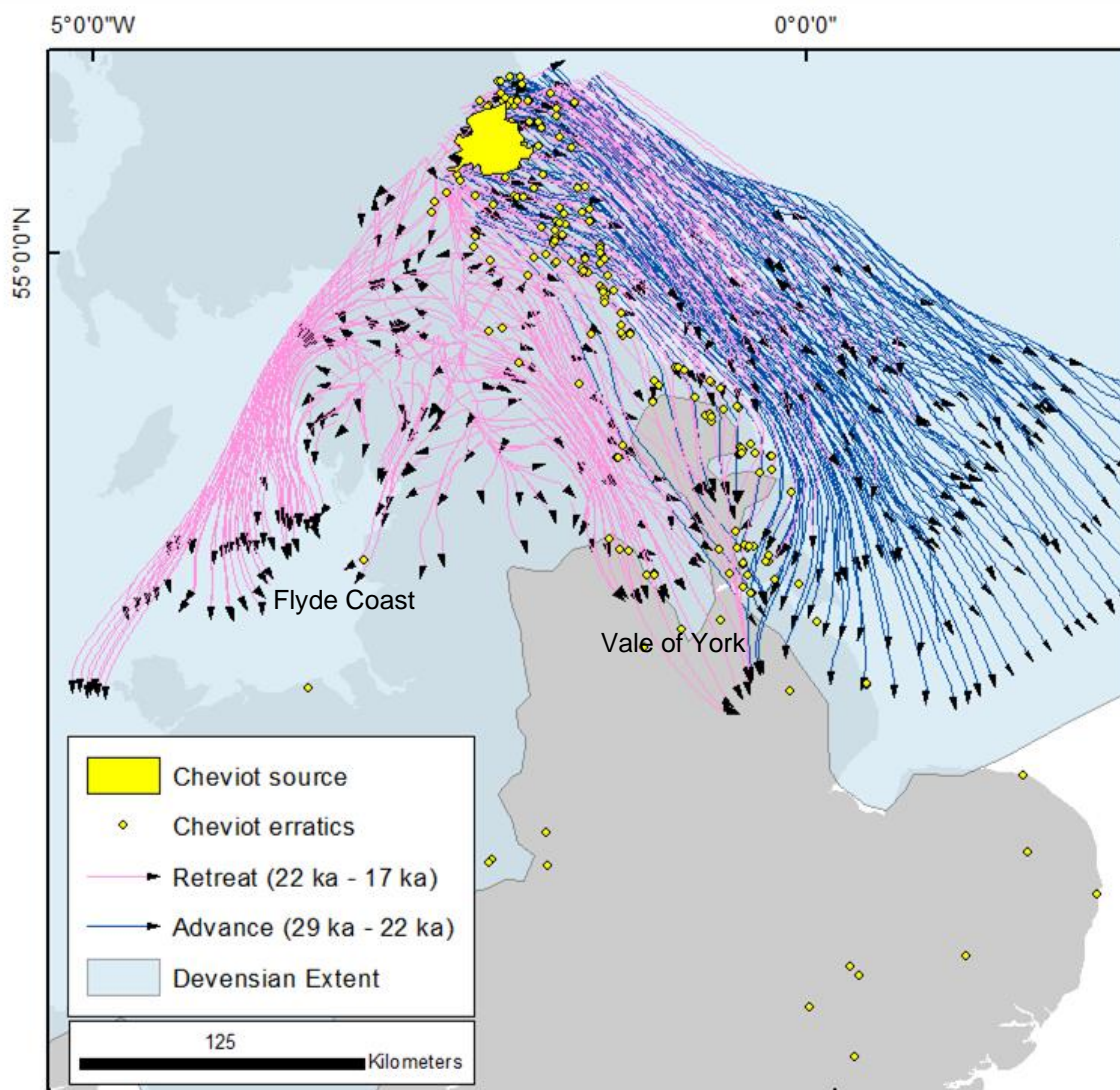 5°0'0"W
0°0'0"
55°0'0"N
Flyde Coast
Vale of York
Cheviot source
Cheviot erratics
Retreat (22 ka - 17 ka)
Advance (29 ka - 22 ka)
Devensian Extent
125
Kilometers